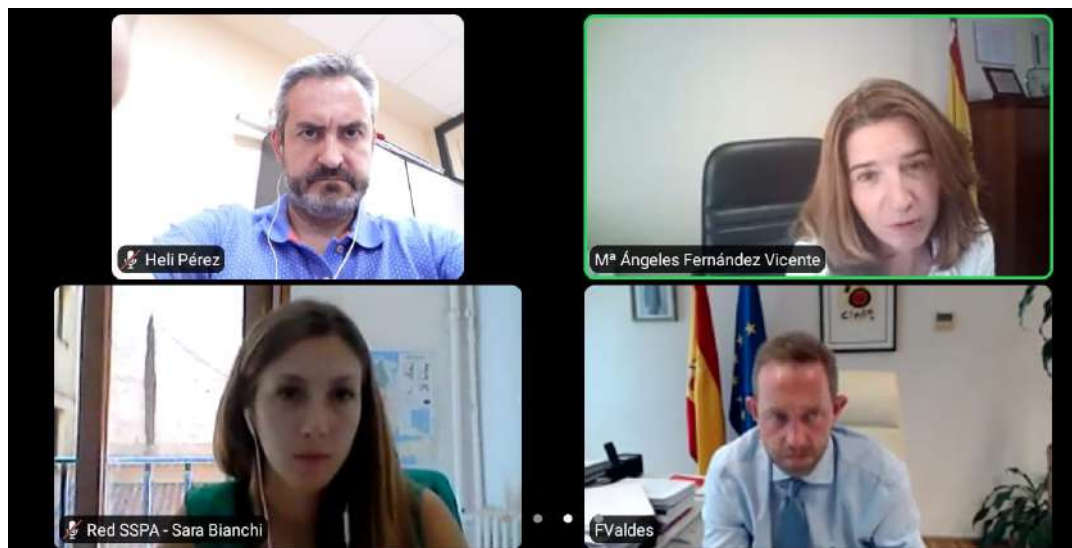 Heli Pérez
Mª Ángeles Fernández Vicente
Red SSPA - Sara Bianchi
FValdes